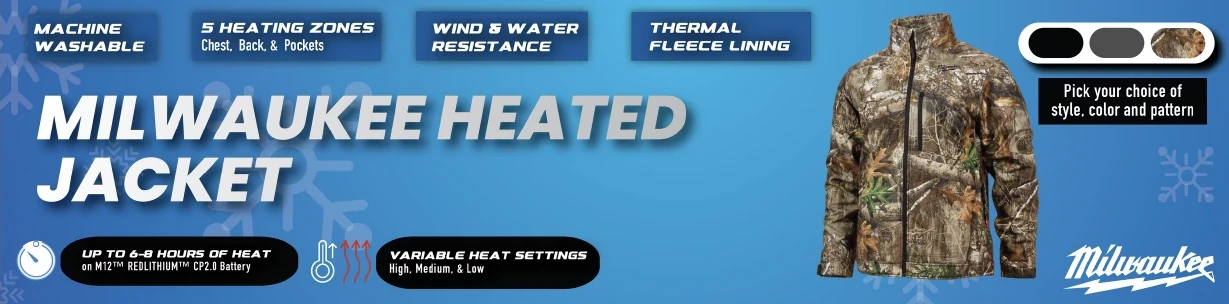 MACHINE
WASHABLE
5 HEATING ZONES
Chest, Back, & Pockets
WIND & WATER
RESISTANCE
THERMAL
FLEECE LINING
MILWAUKEE HEATED
JACKET
Pick your choice of
style, color and pattern
UP TO 6-8 HOURS OF HEAT
on M12™ REDLITHIUM™ CP2.0 Battery
VARIABLE HEAT SETTINGS
High, Medium, & Low
Milwaukee